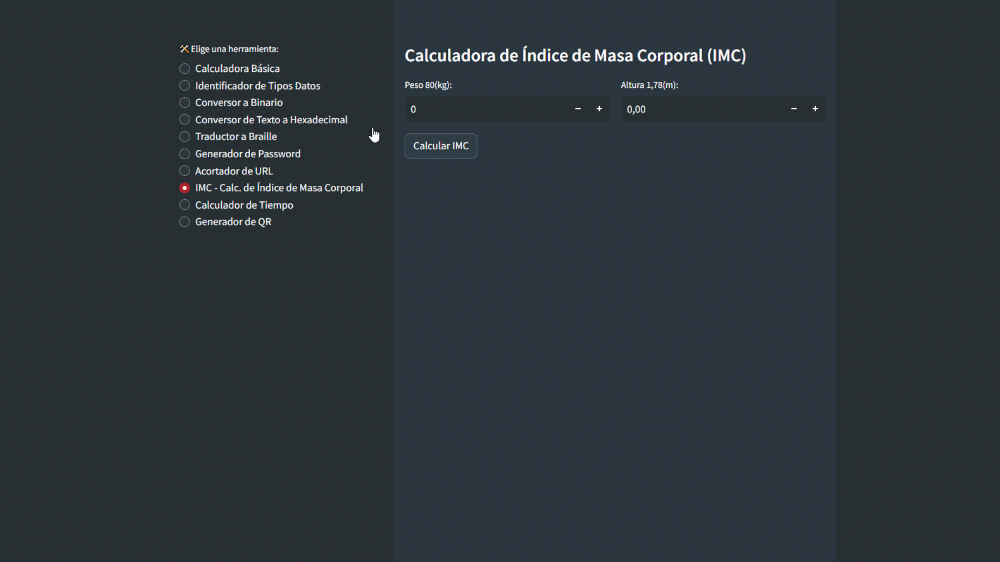 🛠 Elige una herramienta:
Calculadora Básica
Identificador de Tipos Datos
Conversor a Binario
Conversor de Texto a Hexadecimal
Traductor a Braille
Generador de Password
Acortador de URL
IMC - Calc. de Índice de Masa Corporal
Calculador de Tiempo
Generador de QR
Calculadora de Índice de Masa Corporal (IMC)
Peso 80(kg):
Altura 1,78(m):
0 − +
0,00 − +
Calcular IMC